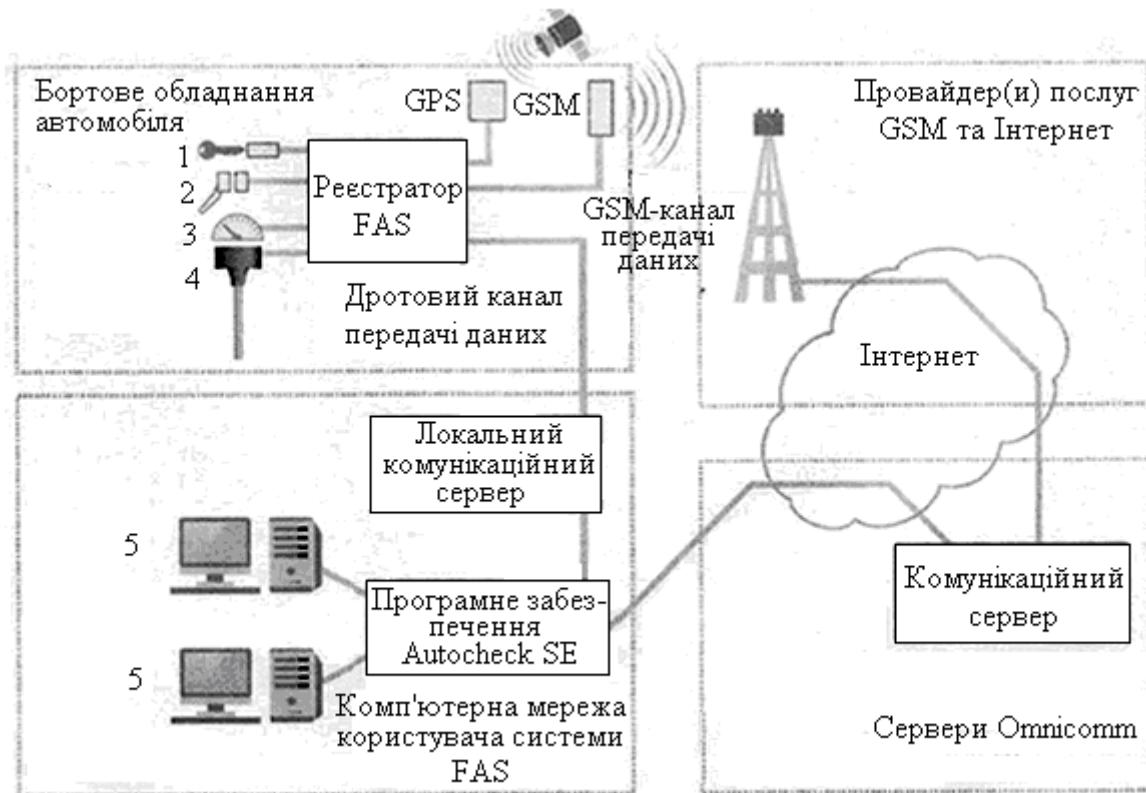 Бортове обладнання
автомобіля
GPS
GSM
1
2
3
4
Реєстратор
FAS
GSM-канал
передачі
даних
Дротовий канал
передачі даних
Провайдер(и) послуг
GSM та Інтернет
Інтернет
Локальний
комунікаційний
сервер
5
5
Програмне забез-
печення
Autocheck SE
Комп'ютерна мережа
користувача системи
FAS
Комунікаційний
сервер
Сервери Omnicomm